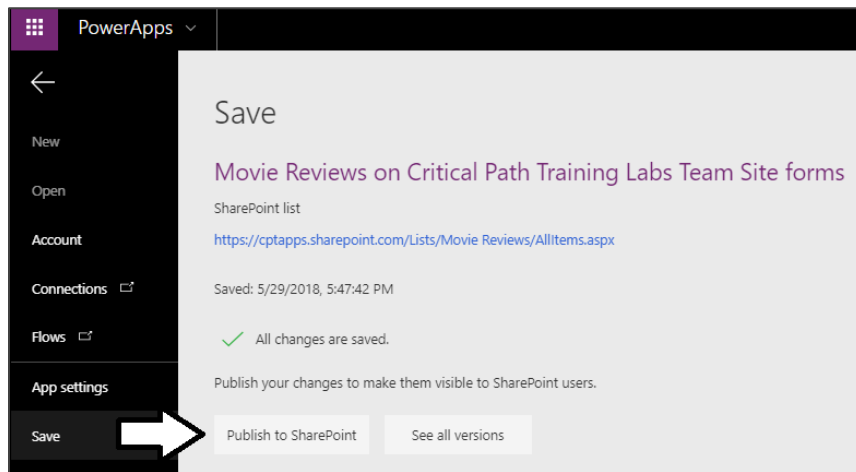 PowerApps
New
Open
Account
Connections
Flows
App settings
Save
Save
Movie Reviews on Critical Path Training Labs Team Site forms
SharePoint list
https://cptapps.sharepoint.com/Lists/Movie Reviews/AllItems.aspx
Saved: 5/29/2018, 5:47:42 PM
All changes are saved.
Publish your changes to make them visible to SharePoint users.
Publish to SharePoint See all versions